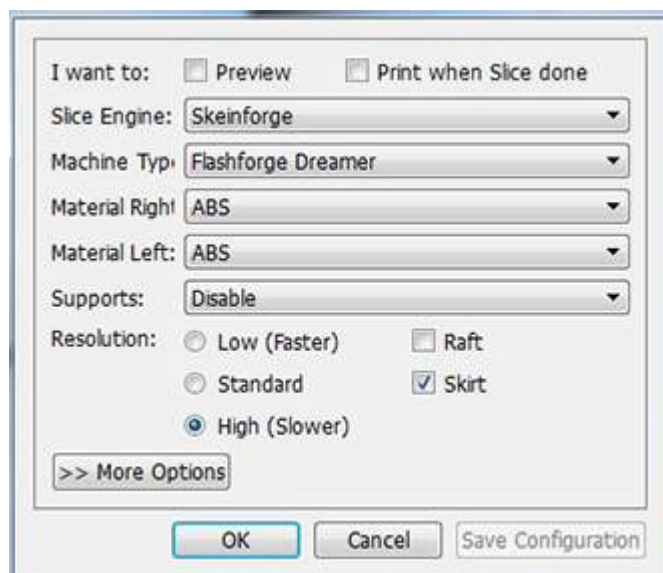 I want to: Preview Print when Slice done
Slice Engine: Skeinforge
Machine Typ Flashforge Dreamer
Material Right ABS
Material Left: ABS
Supports: Disable
Resolution: Low (Faster) Raft
Standard Skirt
High (Slower)
>> More Options
OK Cancel Save Configuration